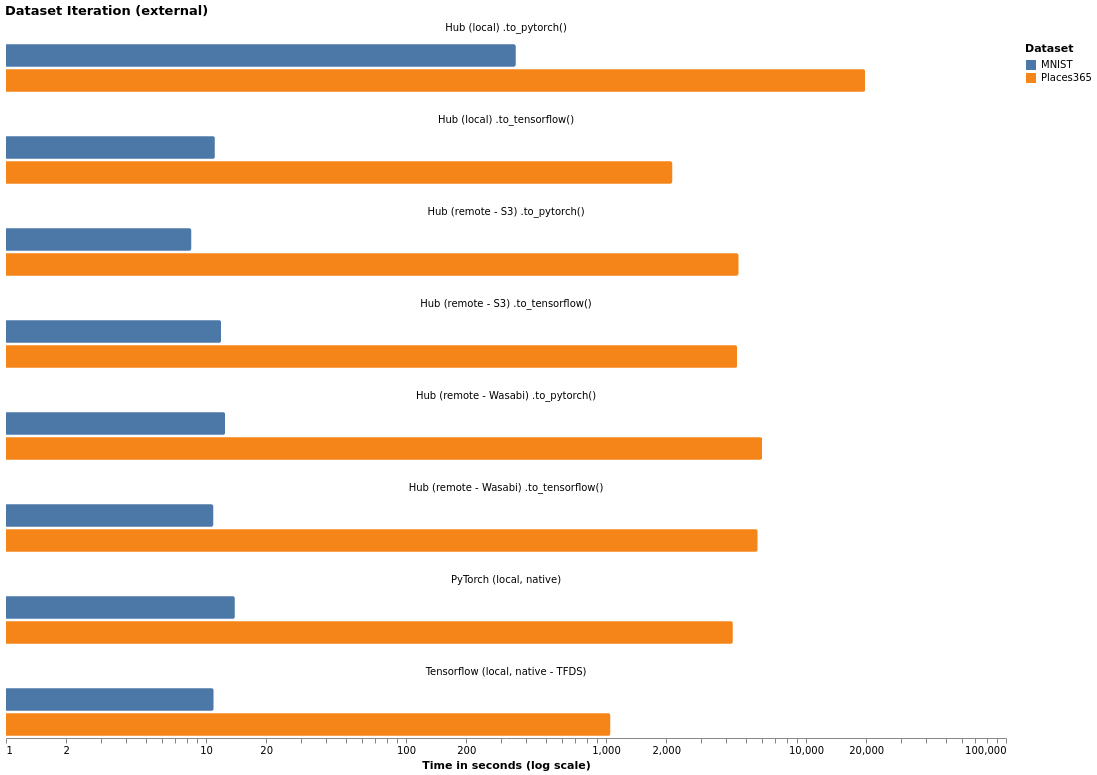 Dataset Iteration (external)
Hub (local) .to_pytorch()
Dataset
MNIST
Places365
Hub (local) .to_tensorflow()
Hub (remote - S3) .to_pytorch()
Hub (remote - S3) .to_tensorflow()
Hub (remote - Wasabi) .to_pytorch()
Hub (remote - Wasabi) .to_tensorflow()
PyTorch (local, native)
Tensorflow (local, native - TFDS)
1 2 10 20 100 200 1,000 2,000 10,000 20,000 100,000
Time in seconds (log scale)